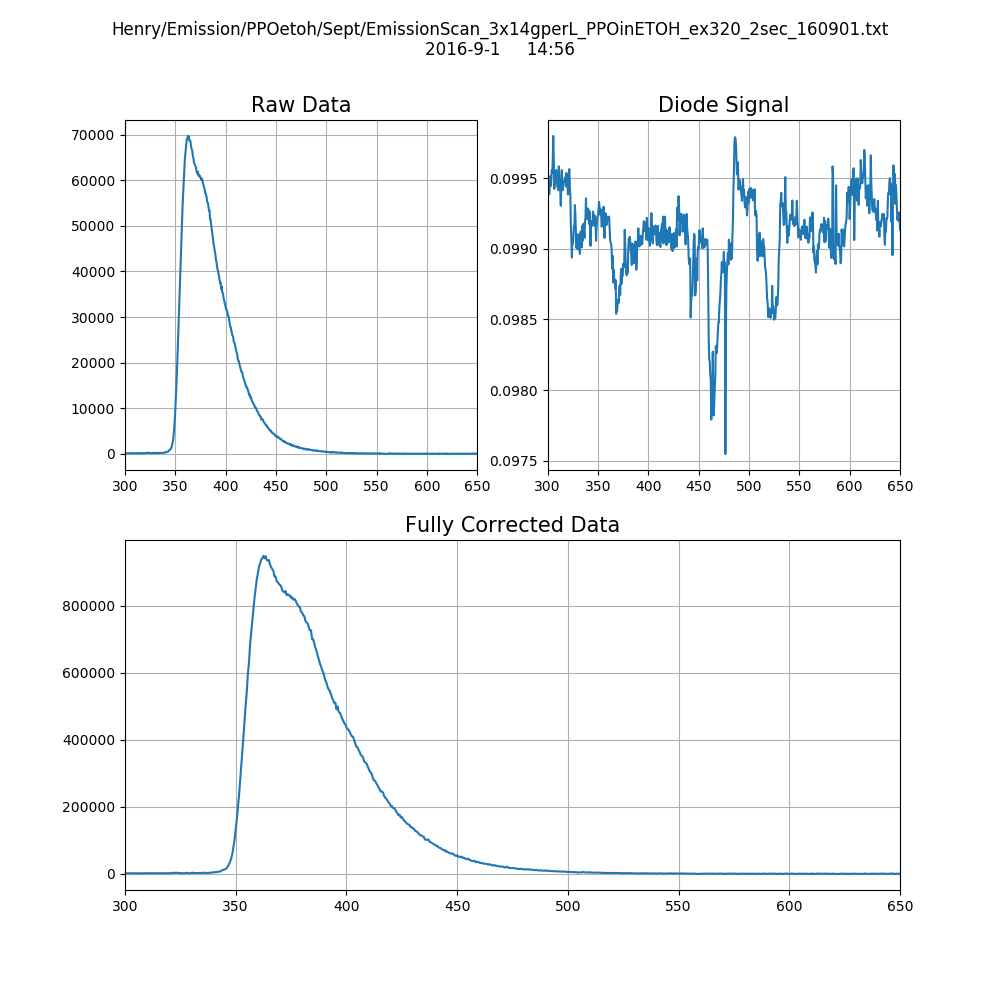 Henry/Emission/PPOetoh/Sept/EmissionScan_3x14gperL_PPOinETOH_ex320_2sec_160901.txt
2016-9-1 14:56
Raw Data
70000
60000
50000
40000
30000
20000
10000
0
300 350 400 450 500 550 600 650
Diode Signal
0.0995
0.0990
0.0985
0.0980
0.0975
300 350 400 450 500 550 600 650
Fully Corrected Data
800000
600000
400000
200000
0
300 350 400 450 500 550 600 650